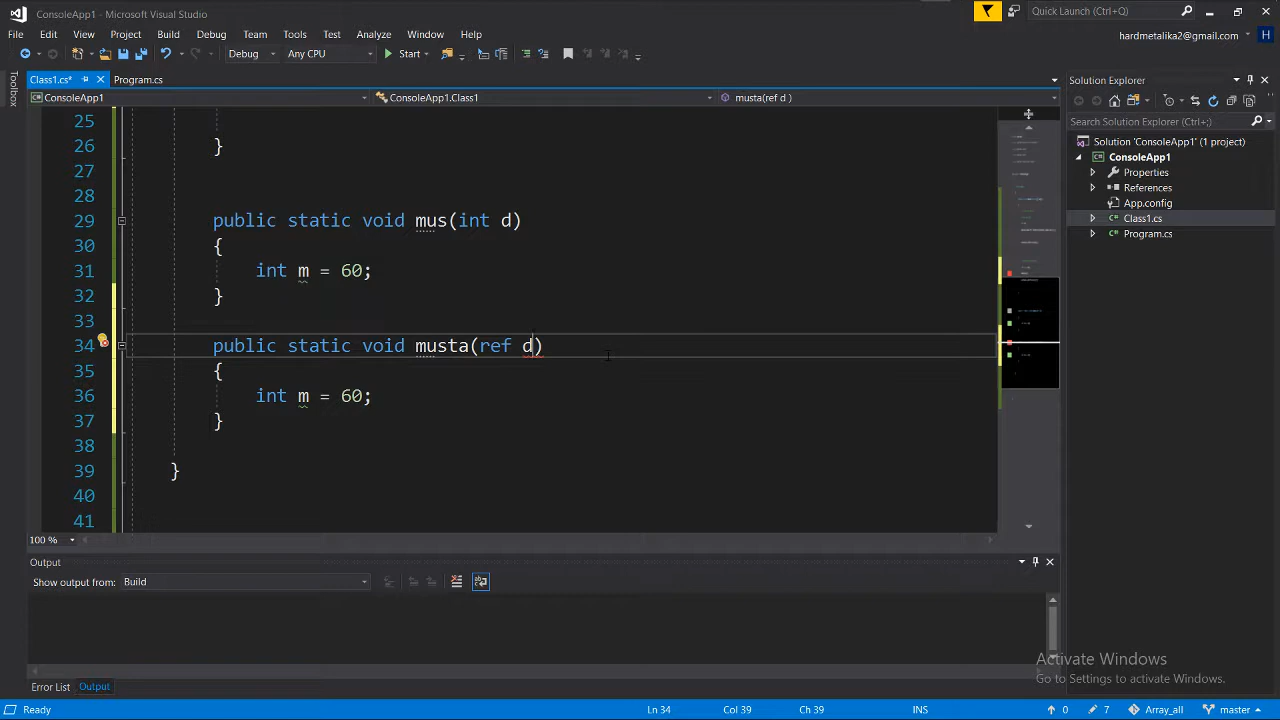 ConsoleApp1 - Microsoft Visual Studio
Quick Launch (Ctrl+Q)
File Edit View Project Build Debug Team Tools Test Analyze Window Help
hardmetalika2@gmail.com H
Debug Any CPU Start
Toolbox
Class1.cs* Program.cs
Solution Explorer
ConsoleApp1 ConsoleApp1.Class1 musta(ref d )
Search Solution Explorer (Ctrl+;)
Solution 'ConsoleApp1' (1 project)
ConsoleApp1
Properties
References
App.config
Class1.cs
Program.cs
25
26 }
27
28
29 public static void mus(int d)
30 {
31 int m = 60;
32 }
33
34 public static void musta(ref d)
35 {
36 int m = 60;
37 }
38
39 }
40
41
100 %
Output
Show output from: Build
Activate Windows
Go to Settings to activate Windows.
Error List Output
Ready Ln 34 Col 39 Ch 39 INS 0 7 Array_all master